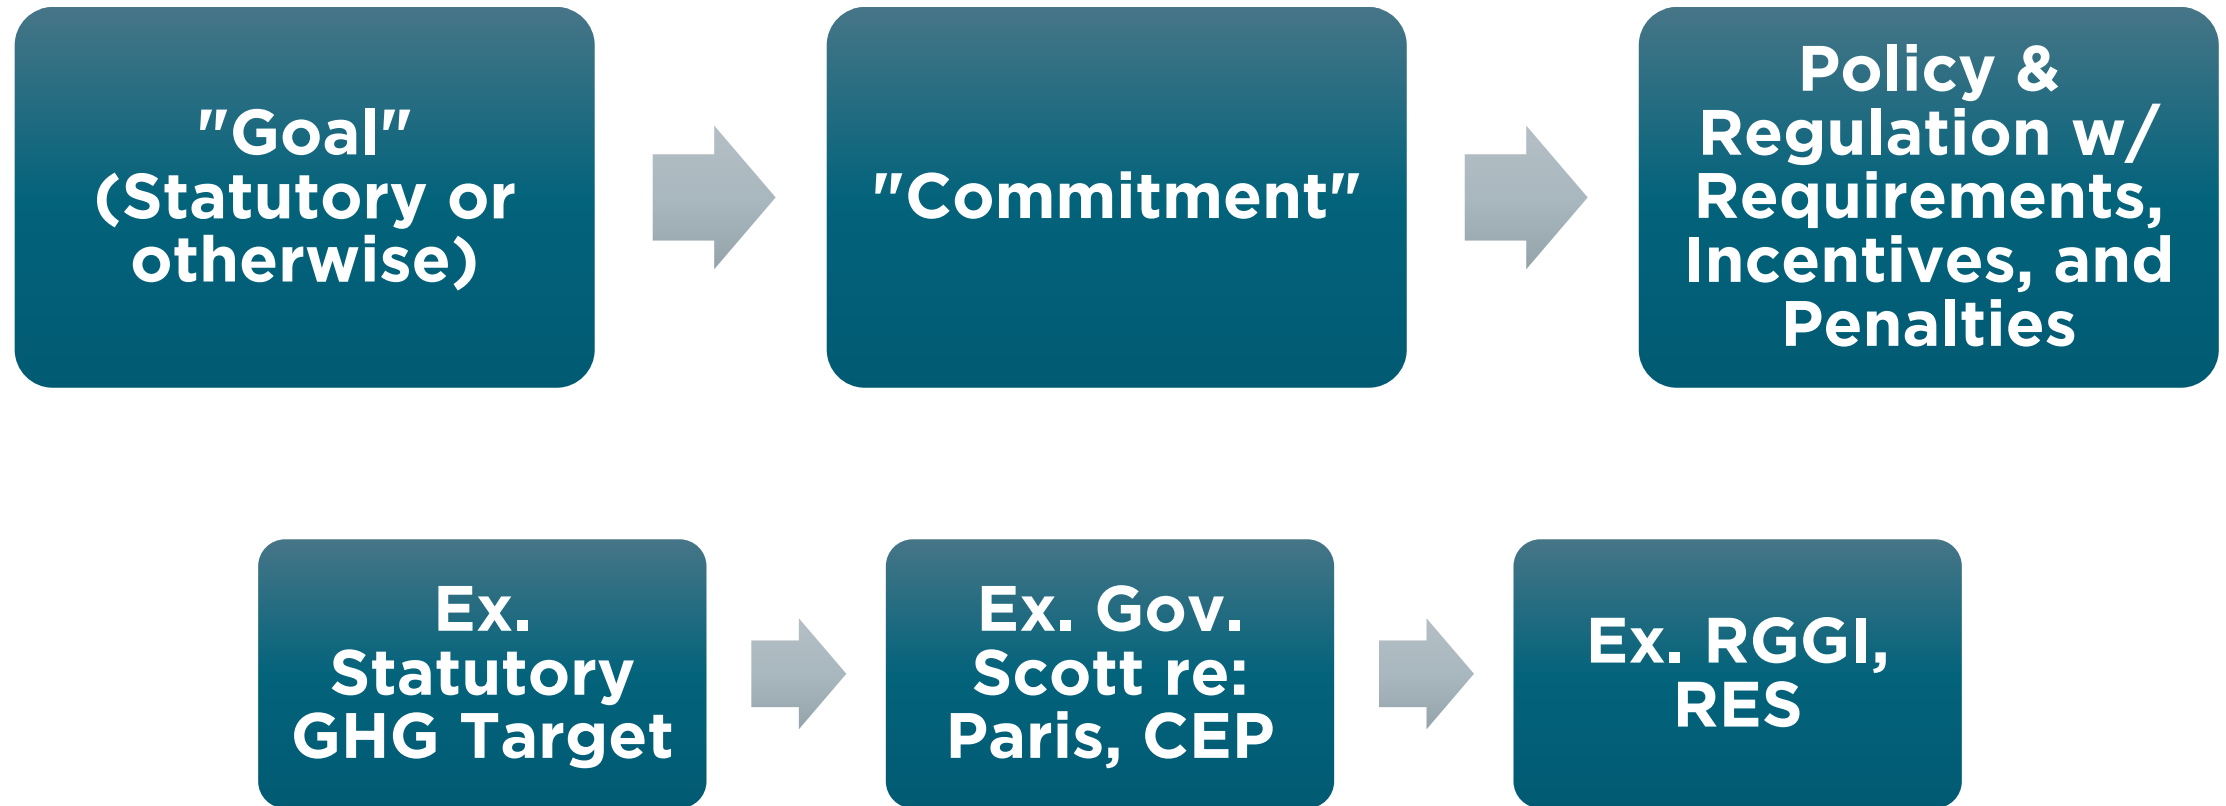 "Goal"
(Statutory or
otherwise)
"Commitment"
Policy &
Regulation w/
Requirements,
Incentives, and
Penalties
Ex.
Statutory
GHG Target
Ex. Gov.
Scott re:
Paris, CEP
Ex. RGGI,
RES